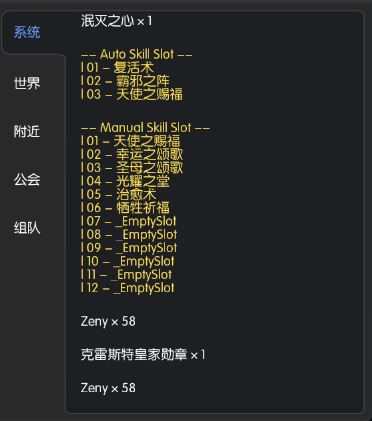 系统
世界
附近
公会
组队
泯灭之心 × 1
-- Auto Skill Slot --
| 01 - 复活术
| 02 - 霸邪之阵
| 03 - 天使之赐福
-- Manual Skill Slot --
| 01 - 天使之赐福
| 02 - 幸运之颂歌
| 03 - 圣母之颂歌
| 04 - 光耀之堂
| 05 - 治愈术
| 06 - 牺牲祈福
| 07 - _EmptySlot
| 08 - _EmptySlot
| 09 - _EmptySlot
| 10 - _EmptySlot
| 11 - _EmptySlot
| 12 - _EmptySlot
Zeny × 58
克雷斯特皇家勋章 × 1
Zeny × 58